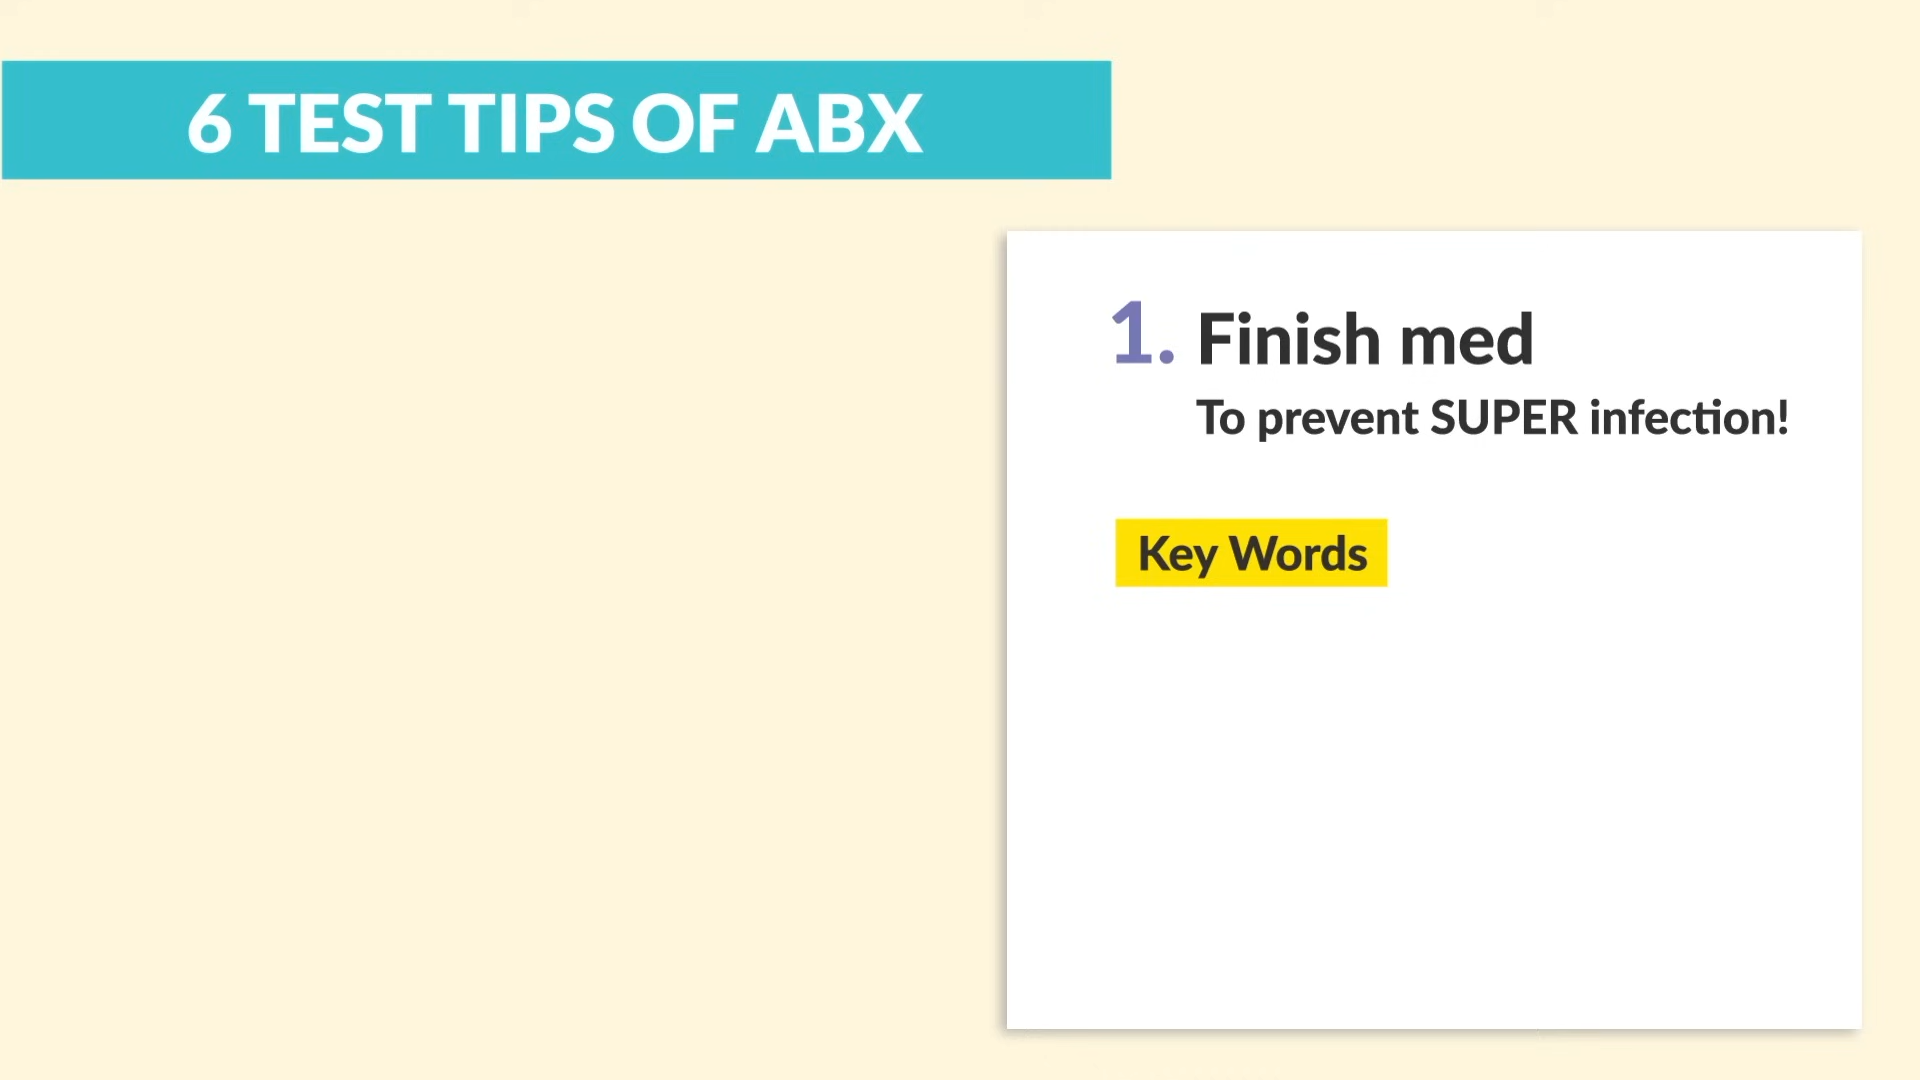 6 TEST TIPS OF ABX
1. Finish med
To prevent SUPER infection!
Key Words